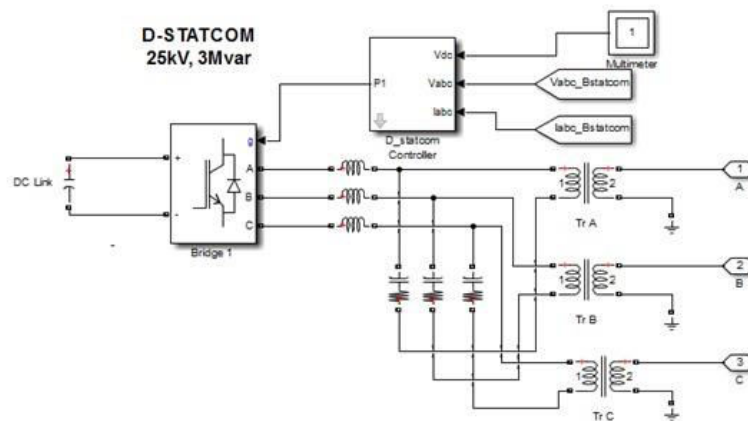 D-STATCOM
25kV, 3Mvar
1
Multimeter
Vdc
Vabc
Iabc
P1
Vabc_Bstatcom
Iabc_Bstatcom
D_statcom
Controller
g
A
B
C
+
-
Bridge 1
DC Link
1 2
Tr A
1
A
1 2
Tr B
2
B
1 2
Tr C
3
C